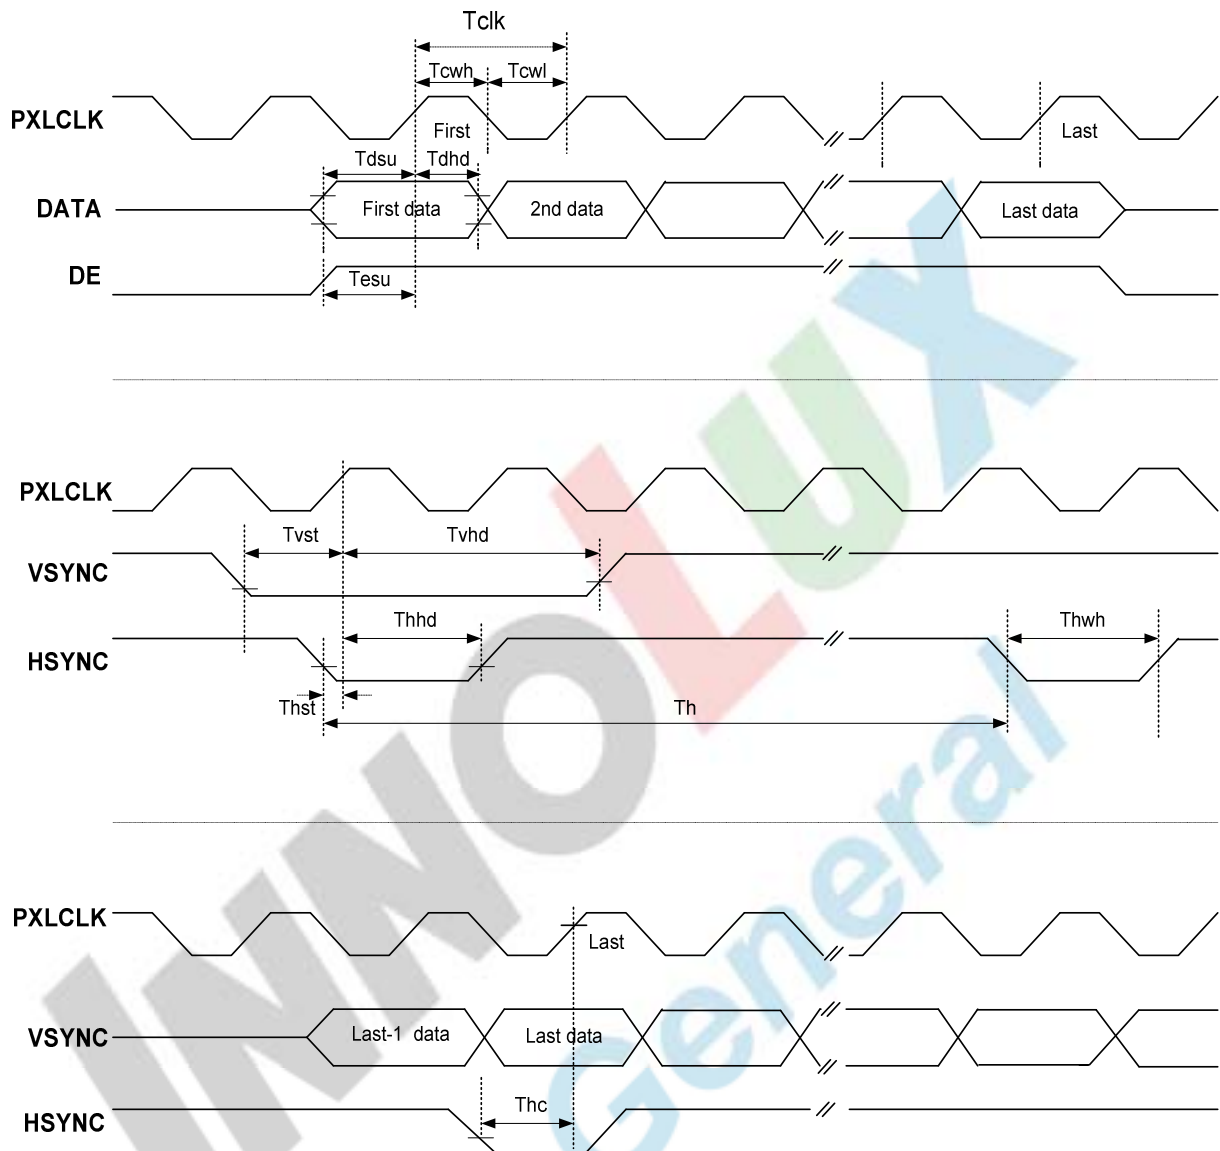 Tclk
Tcwh Tcwl
PXLCLK
First
Last
Tdsu Tdhd
DATA
First data
2nd data
Last data
DE
Tesu
PXLCLK
Tvst
Tvhd
VSYNC
Thhd
Thwh
HSYNC
Thst
Th
PXLCLK
Last
VSYNC
Last-1 data
Last data
Thc
HSYNC
INNOLUX
General